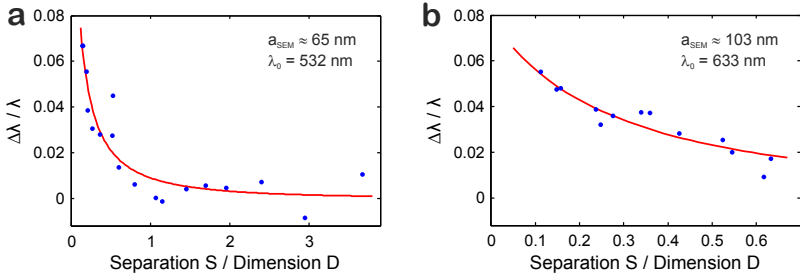 a
a_SEM ≈ 65 nm
λ_0 = 532 nm
Δλ / λ
0.08
0.06
0.04
0.02
0
0 1 2 3
Separation S / Dimension D
b
a_SEM ≈ 103 nm
λ_0 = 633 nm
Δλ / λ
0.08
0.06
0.04
0.02
0
0 0.1 0.2 0.3 0.4 0.5 0.6
Separation S / Dimension D